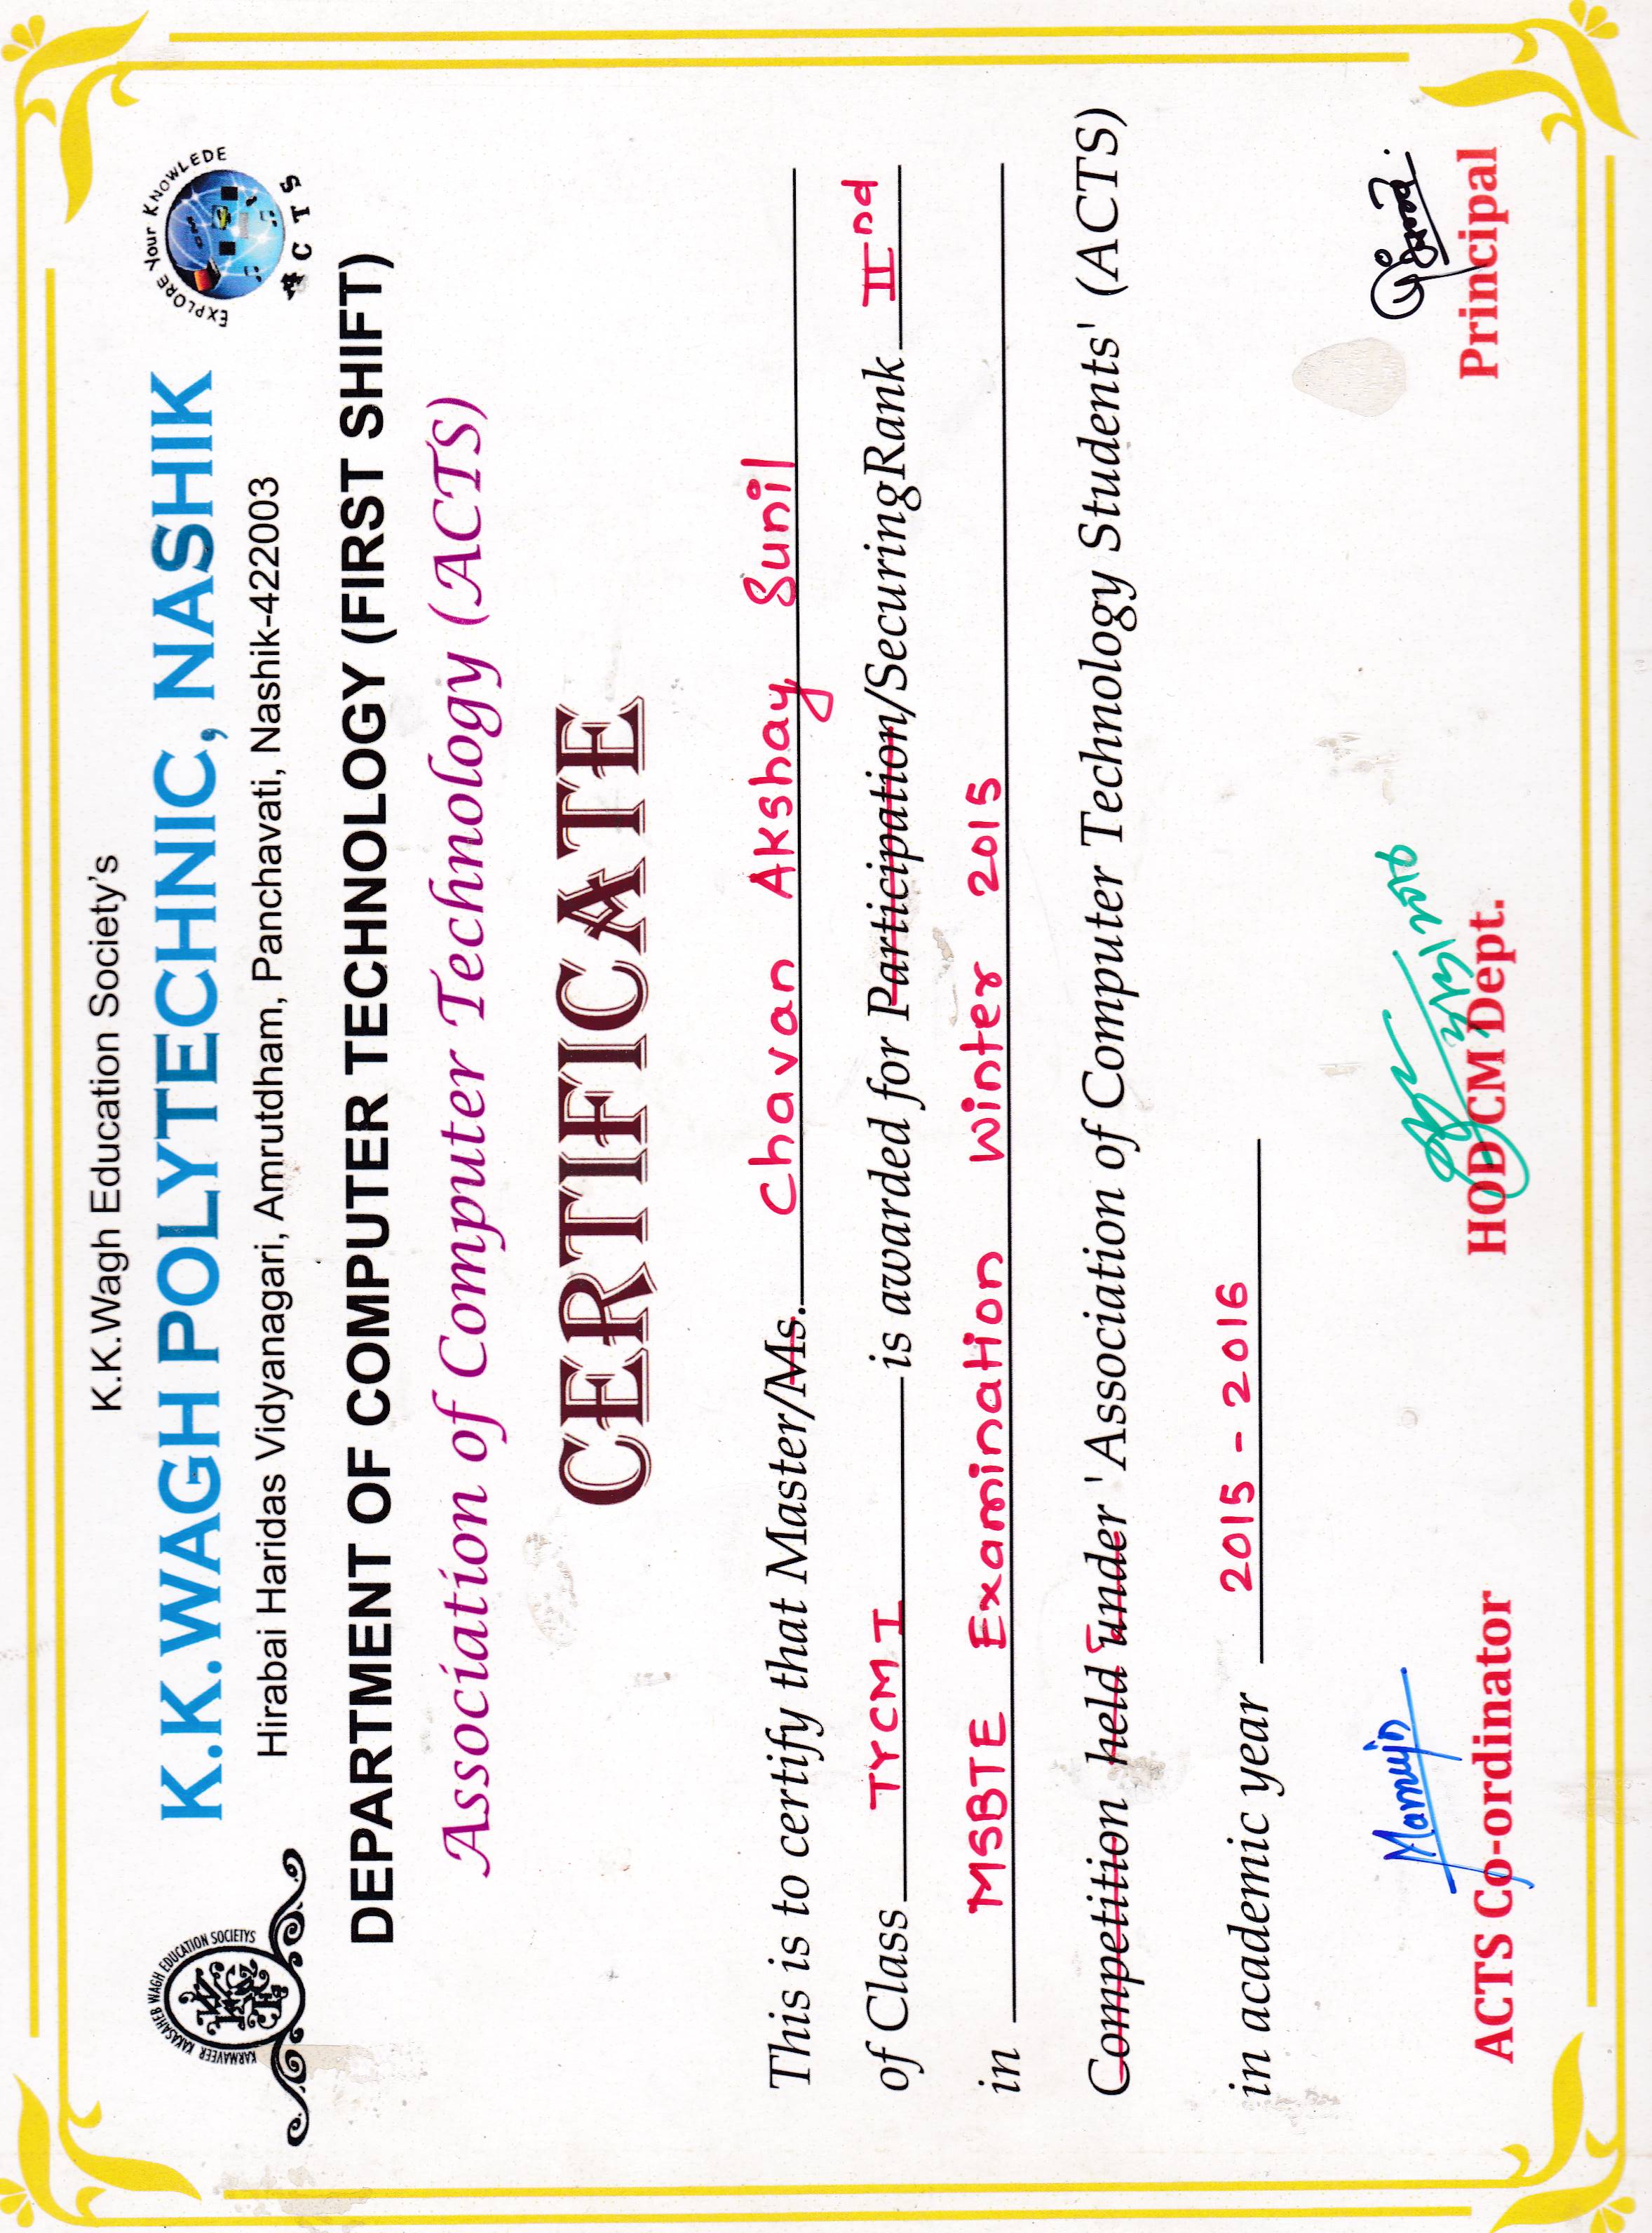 K.K.Wagh Education Society's
K.K.WAGH POLYTECHNIC, NASHIK
Hirabai Haridas Vidyanagari, Amrutdham, Panchavati, Nashik-422003
KARMAVEER KAKASAHEB WAGH EDUCATION SOCIETYS
EXPLORE Your KNOWLEDE
ACTS
DEPARTMENT OF COMPUTER TECHNOLOGY (FIRST SHIFT)
Association of Computer Technology (ACTS)
CERTIFICATE
This is to certify that Master/Ms. Chavan Akshay Sunil
of Class TYCM I is awarded for Participation/SecuringRank IInd
in MSBTE Examination Winter 2015
Competition held under 'Association of Computer Technology Students' (ACTS)
in academic year 2015-2016
ACTS Co-ordinator HOD CM Dept. Principal